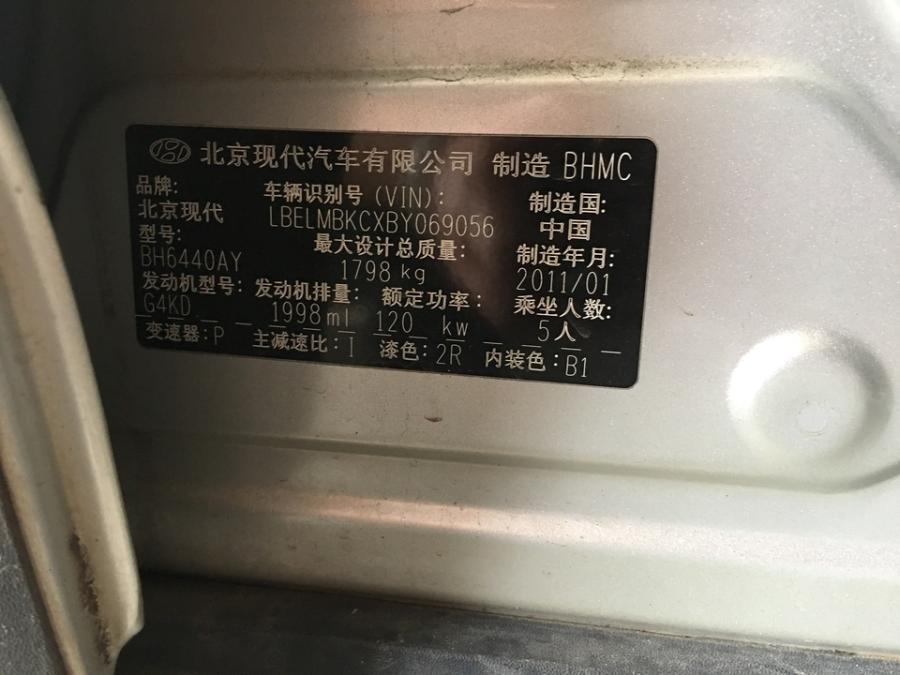 北京现代汽车有限公司 制造 BHMC
品牌: 车辆识别号 (VIN): 制造国:
北京现代 LBELMBKCXBY069056 中国
型号: 最大设计总质量: 制造年月:
BH6440AY 1798 kg 2011/01
发动机型号: 发动机排量: 额定功率: 乘坐人数:
G4KD 1998ml 120 kw 5人
变速器:P 主减速比:I 漆色:2R 内装色:B1